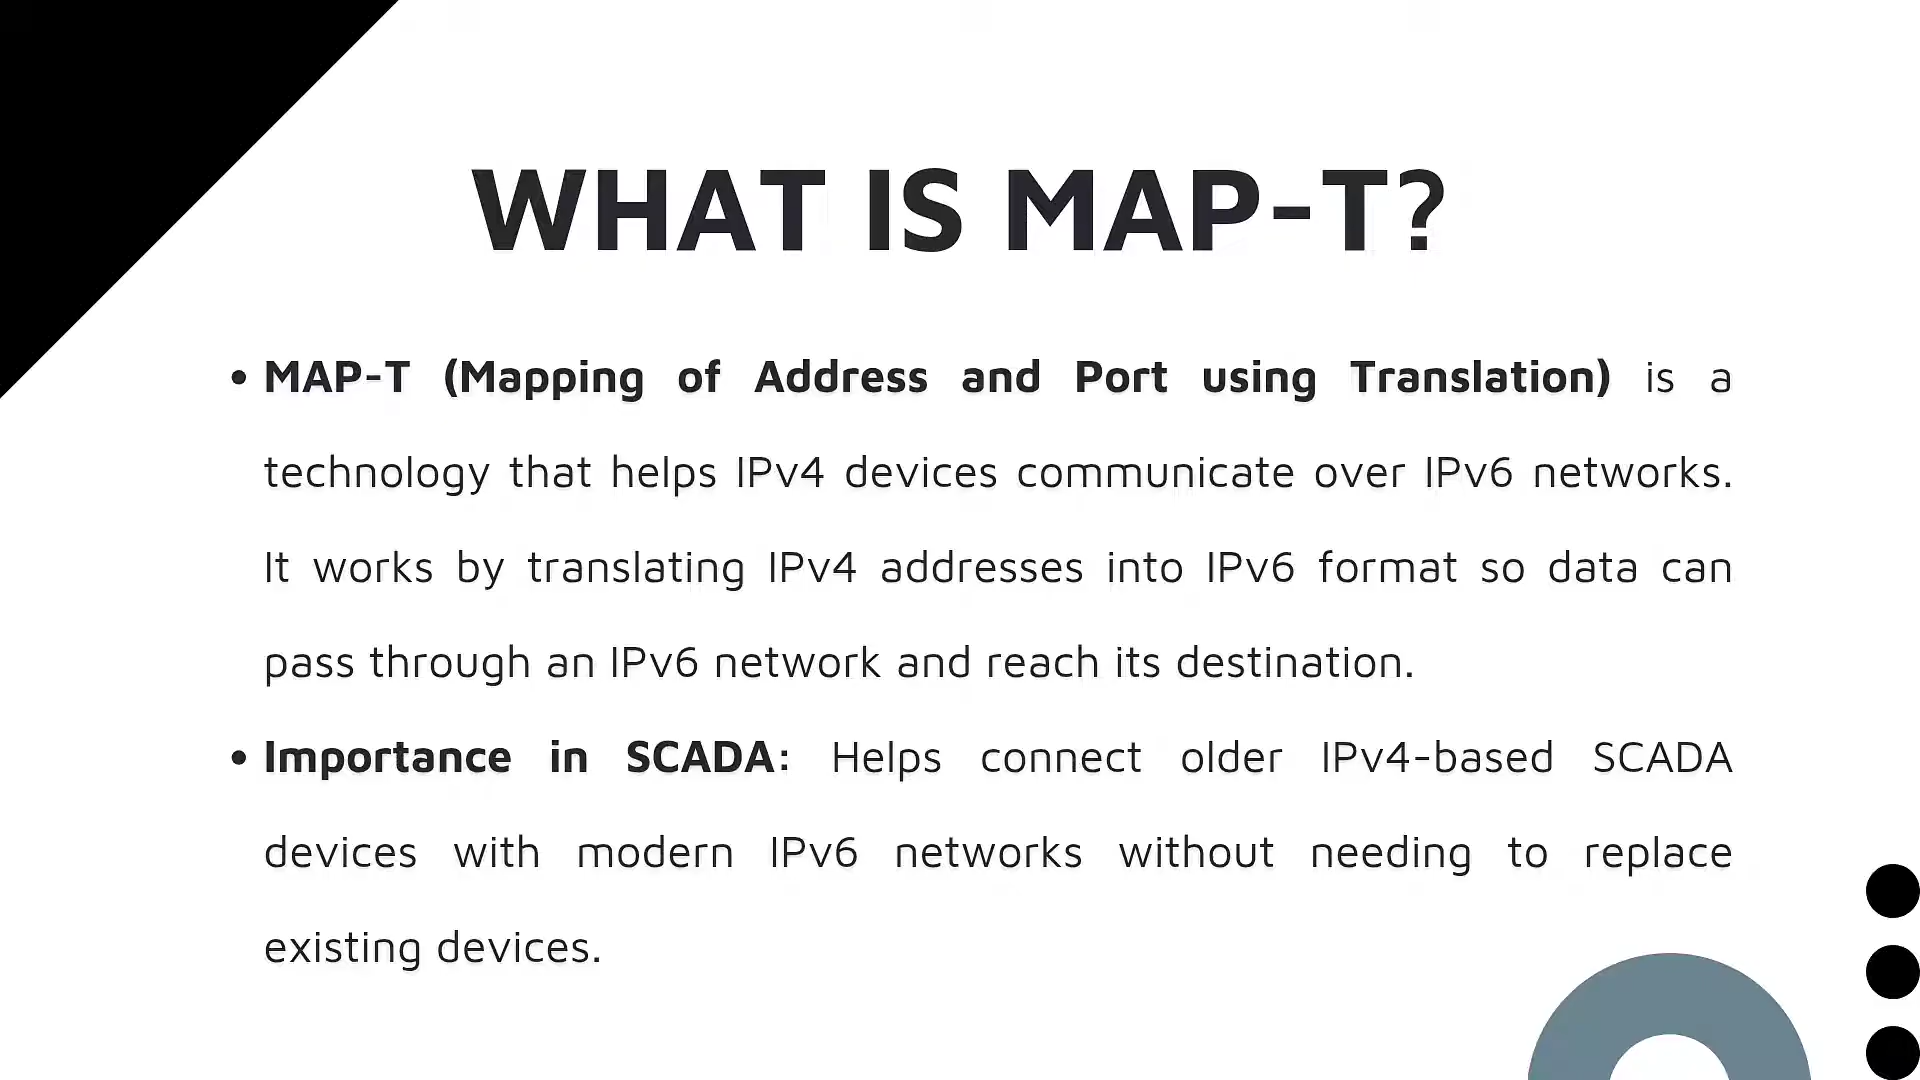 WHAT IS MAP-T?
• MAP-T (Mapping of Address and Port using Translation) is a
technology that helps IPv4 devices communicate over IPv6 networks.
It works by translating IPv4 addresses into IPv6 format so data can
pass through an IPv6 network and reach its destination.
• Importance in SCADA: Helps connect older IPv4-based SCADA
devices with modern IPv6 networks without needing to replace
existing devices.